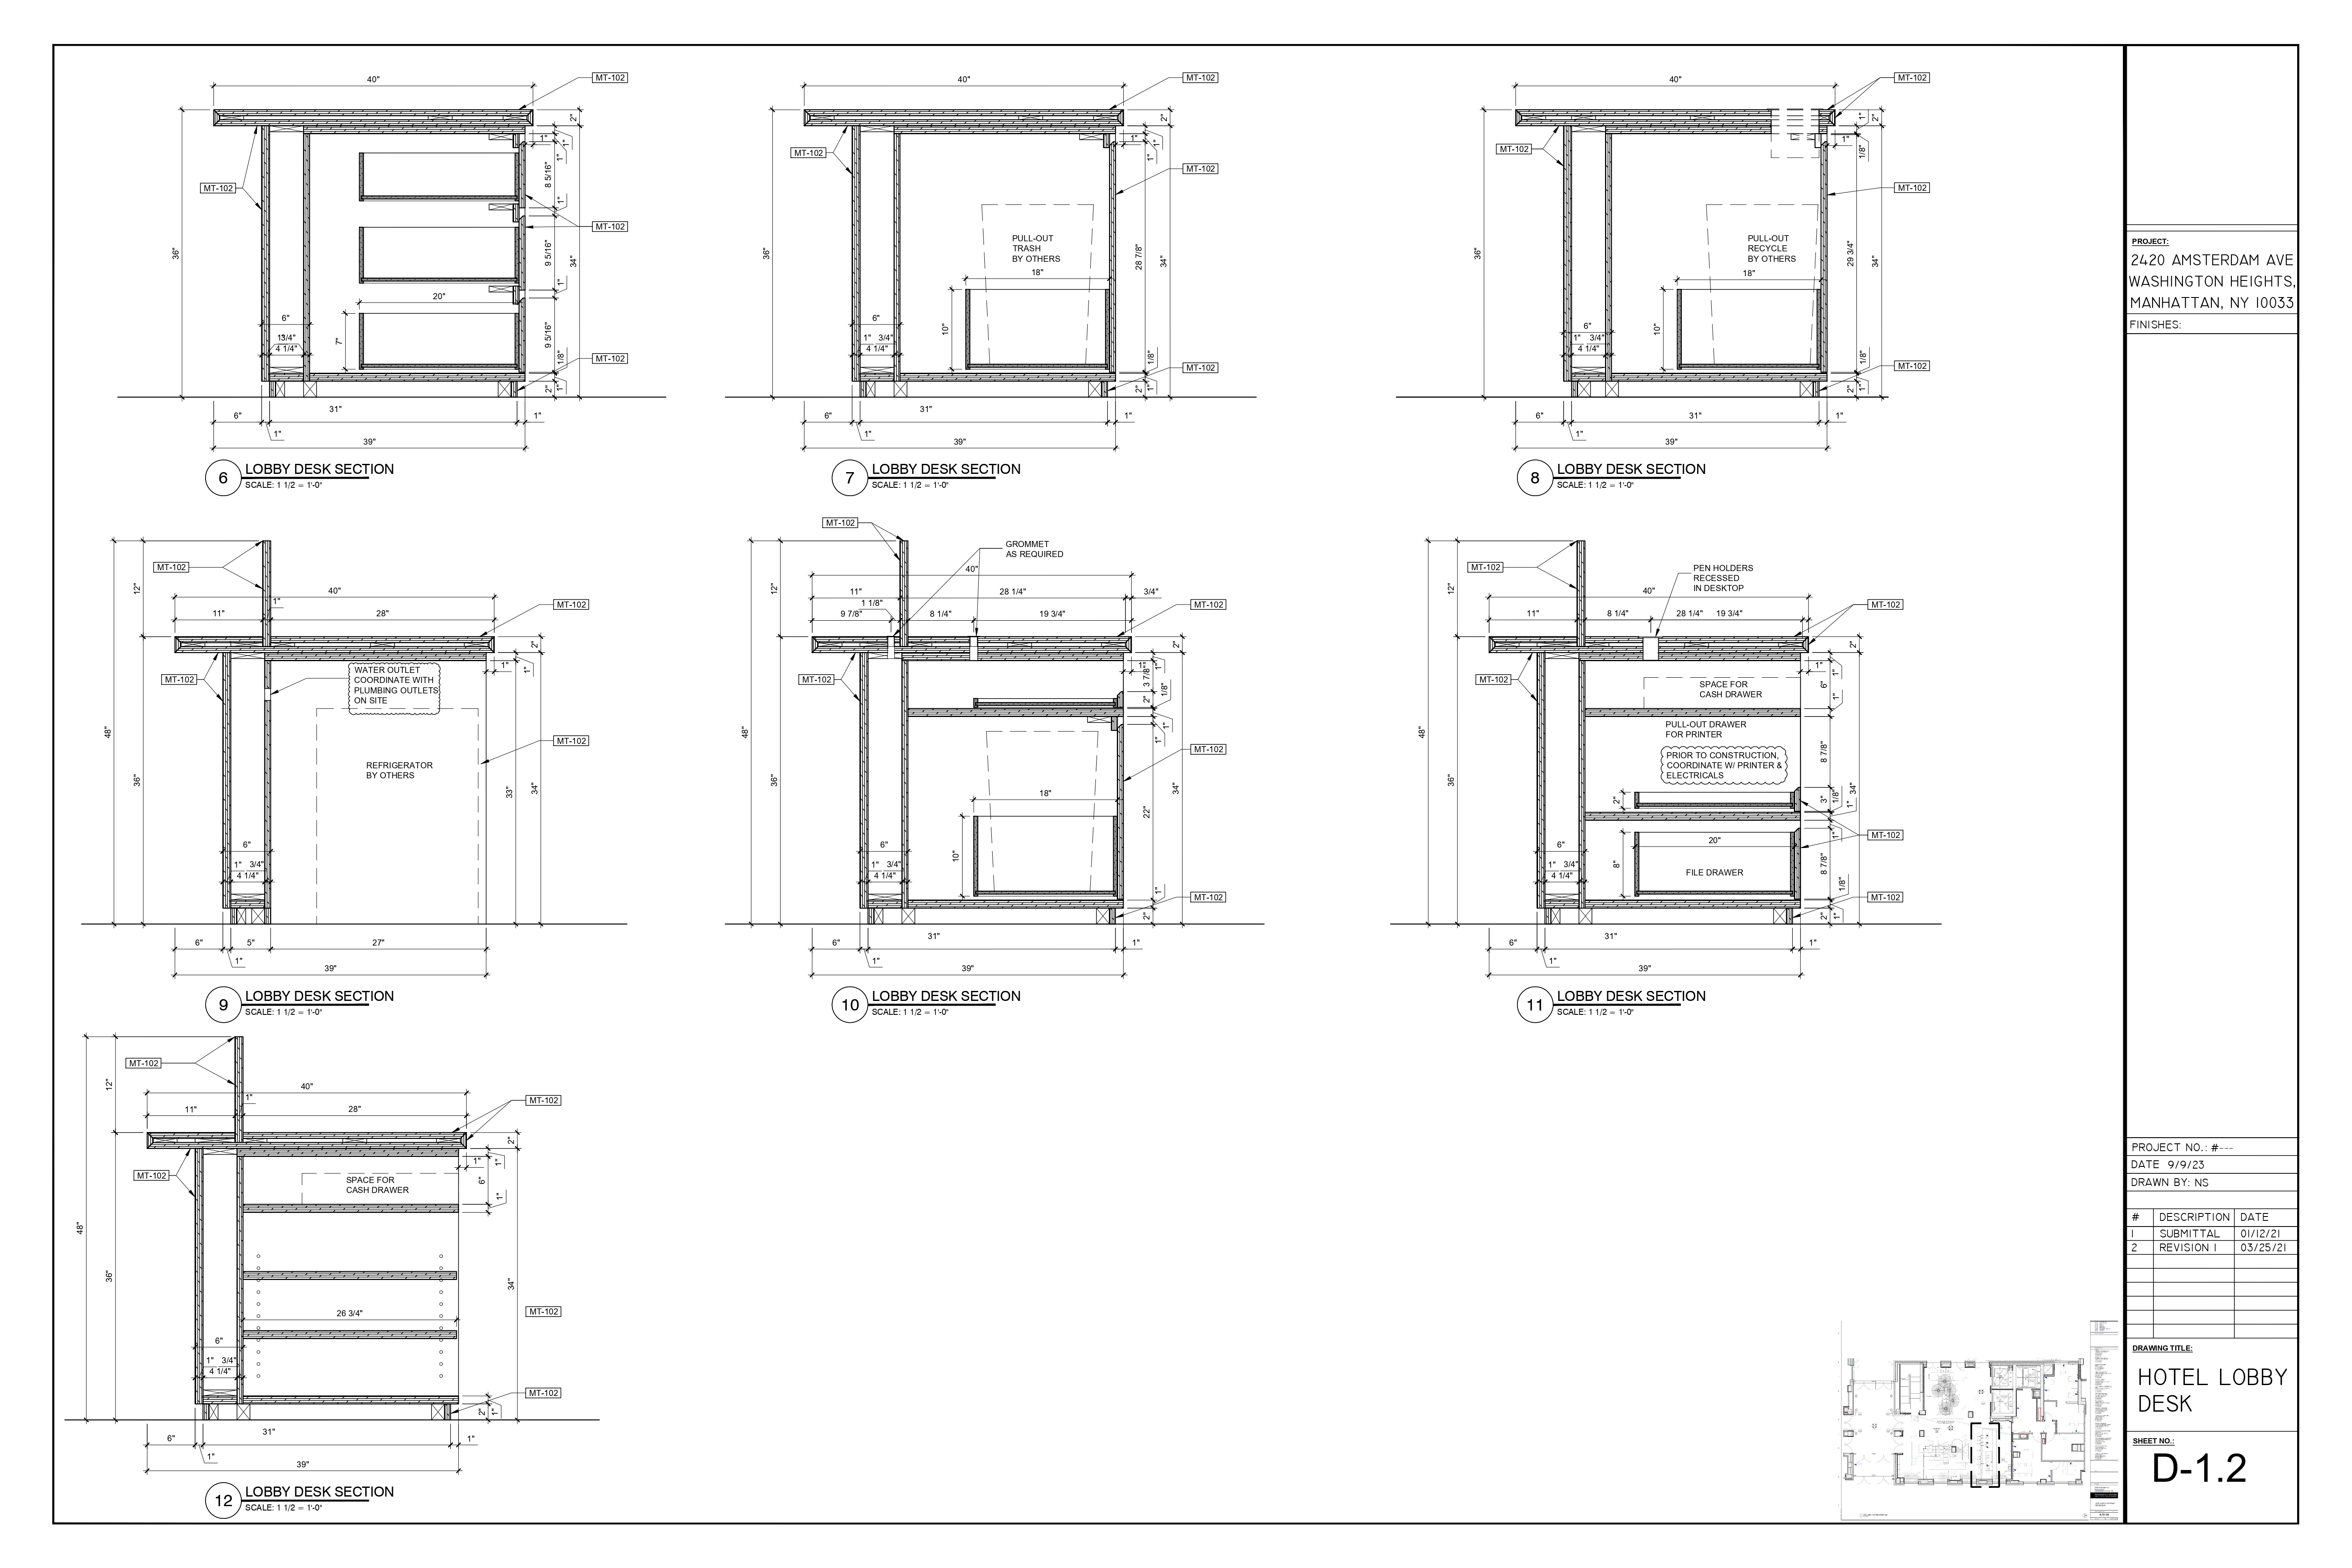 40"
MT-102
2"
1"
1"
1"
MT-102
8 5/16"
36"
1"
MT-102
9 5/16"
34"
20"
1"
6"
13/4"
4 1/4"
7"
9 5/16"
1/8"
MT-102
2"
1"
6"
31"
1"
1"
39"
6
LOBBY DESK SECTION
SCALE: 1 1/2 = 1'-0"
40"
MT-102
2"
1"
1"
1"
MT-102
MT-102
36"
PULL-OUT
TRASH
BY OTHERS
18"
28 7/8"
34"
6"
10"
1" 3/4"
4 1/4"
1/8"
MT-102
2"
1"
6"
31"
1"
1"
39"
7
LOBBY DESK SECTION
SCALE: 1 1/2 = 1'-0"
40"
MT-102
1"
2"
1"
1/8"
MT-102
MT-102
36"
PULL-OUT
RECYCLE
BY OTHERS
18"
29 3/4"
34"
6"
10"
1" 3/4"
4 1/4"
1/8"
MT-102
2"
1"
6"
31"
1"
1"
39"
8
LOBBY DESK SECTION
SCALE: 1 1/2 = 1'-0"
MT-102
12"
40"
1"
11"
28"
MT-102
2"
WATER OUTLET
COORDINATE WITH
PLUMBING OUTLETS
ON SITE
1"
1"
MT-102
48"
36"
MT-102
REFRIGERATOR
BY OTHERS
33"
34"
6"
1" 3/4"
4 1/4"
6"
5"
27"
1"
39"
9
LOBBY DESK SECTION
SCALE: 1 1/2 = 1'-0"
MT-102
GROMMET
AS REQUIRED
40"
12"
11"
28 1/4"
3/4"
1 1/8"
9 7/8"
8 1/4"
19 3/4"
MT-102
2"
1"
1"
3 7/8"
1/8"
2"
MT-102
48"
36"
1"
1"
MT-102
18"
34"
22"
6"
10"
1" 3/4"
4 1/4"
1"
MT-102
2"
6"
31"
1"
1"
39"
10
LOBBY DESK SECTION
SCALE: 1 1/2 = 1'-0"
MT-102
PEN HOLDERS
RECESSED
IN DESKTOP
12"
40"
11"
8 1/4"
28 1/4"
19 3/4"
MT-102
2"
1"
1"
6"
1"
MT-102
SPACE FOR
CASH DRAWER
PULL-OUT DRAWER
FOR PRINTER
PRIOR TO CONSTRUCTION,
COORDINATE W/ PRINTER &
ELECTRICALS
48"
36"
8 7/8"
34"
2"
3"
1/8"
1"
1"
MT-102
20"
8"
FILE DRAWER
8 7/8"
6"
1" 3/4"
4 1/4"
1/8"
MT-102
2"
1"
6"
31"
1"
1"
39"
11
LOBBY DESK SECTION
SCALE: 1 1/2 = 1'-0"
MT-102
12"
40"
1"
11"
28"
MT-102
2"
1"
1"
6"
1"
MT-102
SPACE FOR
CASH DRAWER
48"
36"
34"
26 3/4"
MT-102
6"
1" 3/4"
4 1/4"
MT-102
2"
1"
6"
31"
1"
1"
39"
12
LOBBY DESK SECTION
SCALE: 1 1/2 = 1'-0"
PROJECT:
2420 AMSTERDAM AVE
WASHINGTON HEIGHTS,
MANHATTAN, NY 10033
FINISHES:
PROJECT NO.: #---
DATE 9/9/23
DRAWN BY: NS
# DESCRIPTION DATE
1 SUBMITTAL 01/12/21
2 REVISION 1 03/25/21
DRAWING TITLE:
HOTEL LOBBY
DESK
SHEET NO.:
D-1.2